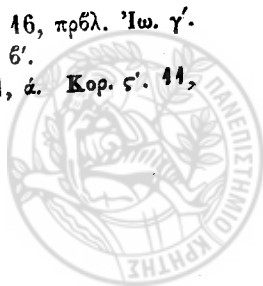 16, πρβλ. Ἰω. γ΄.
β΄.
, ά. Κορ. ς΄. 11,
ΠΑΝΕΠΙΣΤΗΜΙΟ ΚΡΗΤΗΣ